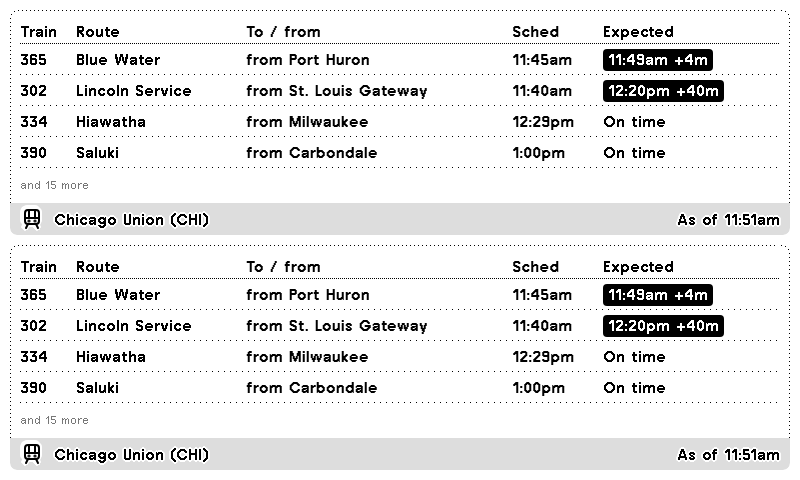 Train Route To / from Sched Expected
365 Blue Water from Port Huron 11:45am 11:49am +4m
302 Lincoln Service from St. Louis Gateway 11:40am 12:20pm +40m
334 Hiawatha from Milwaukee 12:29pm On time
390 Saluki from Carbondale 1:00pm On time
and 15 more
Chicago Union (CHI) As of 11:51am
Train Route To / from Sched Expected
365 Blue Water from Port Huron 11:45am 11:49am +4m
302 Lincoln Service from St. Louis Gateway 11:40am 12:20pm +40m
334 Hiawatha from Milwaukee 12:29pm On time
390 Saluki from Carbondale 1:00pm On time
and 15 more
Chicago Union (CHI) As of 11:51am